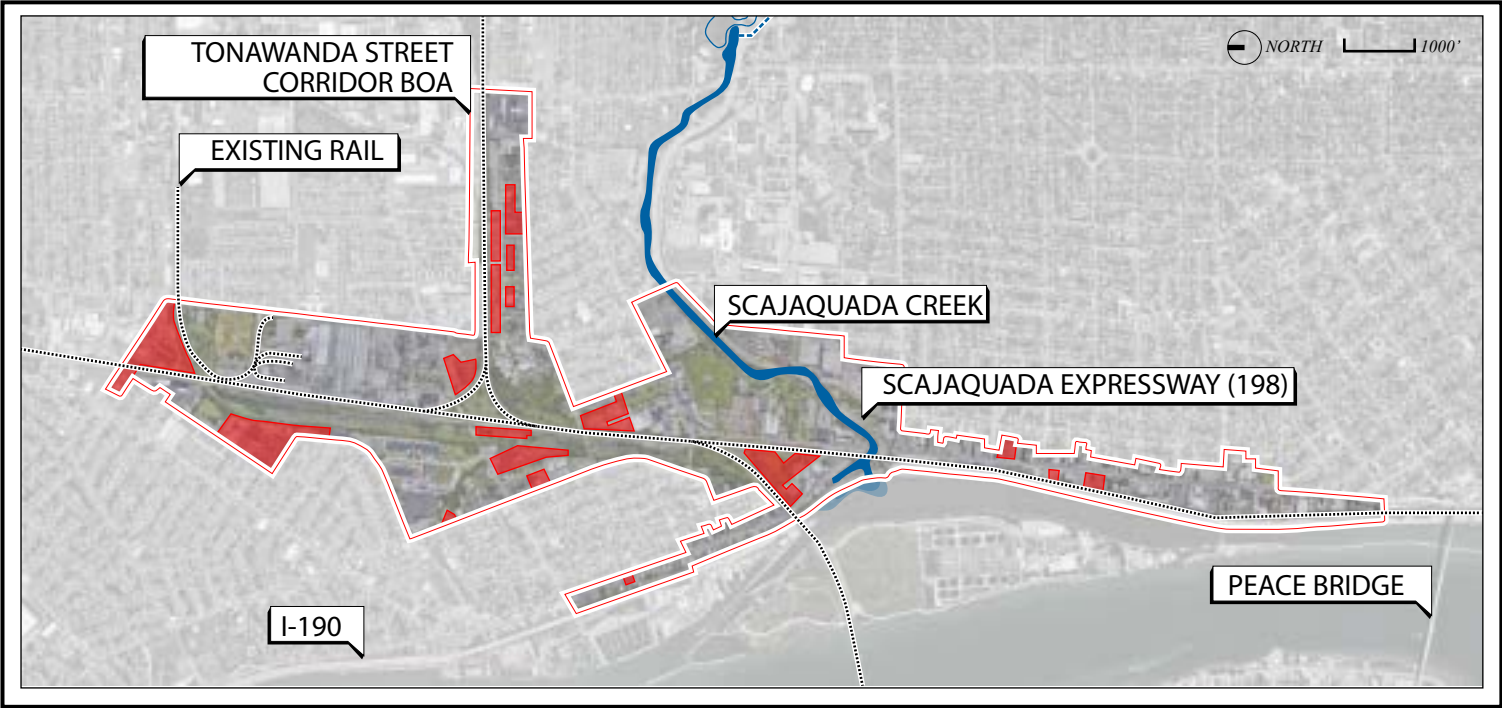 TONAWANDA STREET
CORRIDOR BOA
NORTH 1000'
EXISTING RAIL
SCAJAQUADA CREEK
SCAJAQUADA EXPRESSWAY (198)
PEACE BRIDGE
I-190